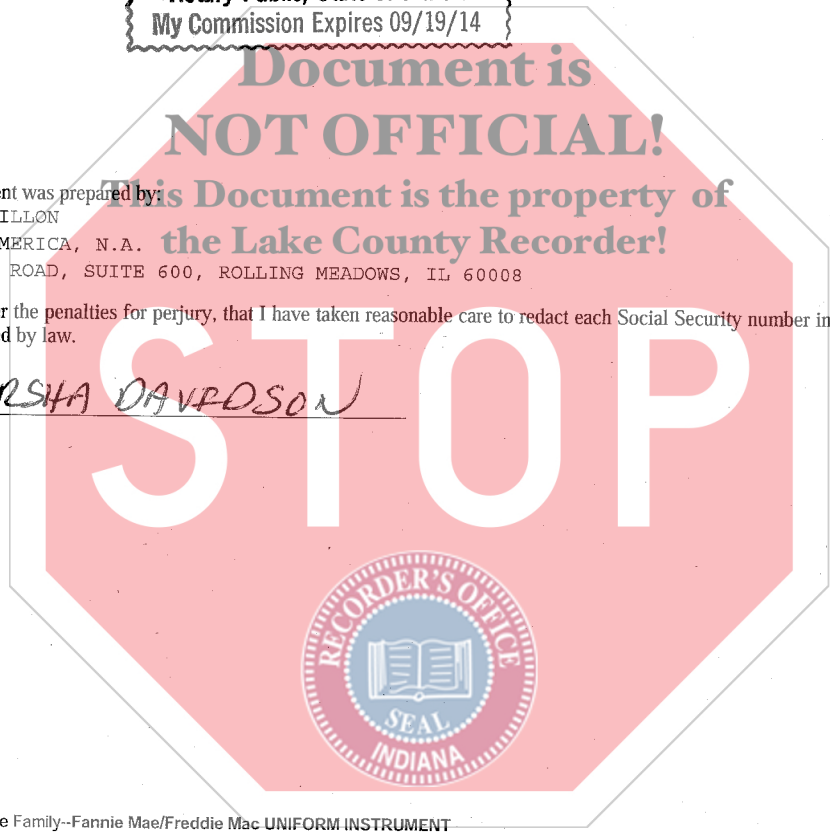 My Commission Expires 09/19/14
Document is
NOT OFFICIAL!
This Document is the property of
the Lake County Recorder!
ent was prepared by:
ILLON
MERICA, N.A.
ROAD, SUITE 600, ROLLING MEADOWS, IL 60008
r the penalties for perjury, that I have taken reasonable care to redact each Social Security number in
d by law.
RSHA DAVIDSON
STOP
RECORDER'S OFFICE
SEAL
INDIANA
e Family--Fannie Mae/Freddie Mac UNIFORM INSTRUMENT